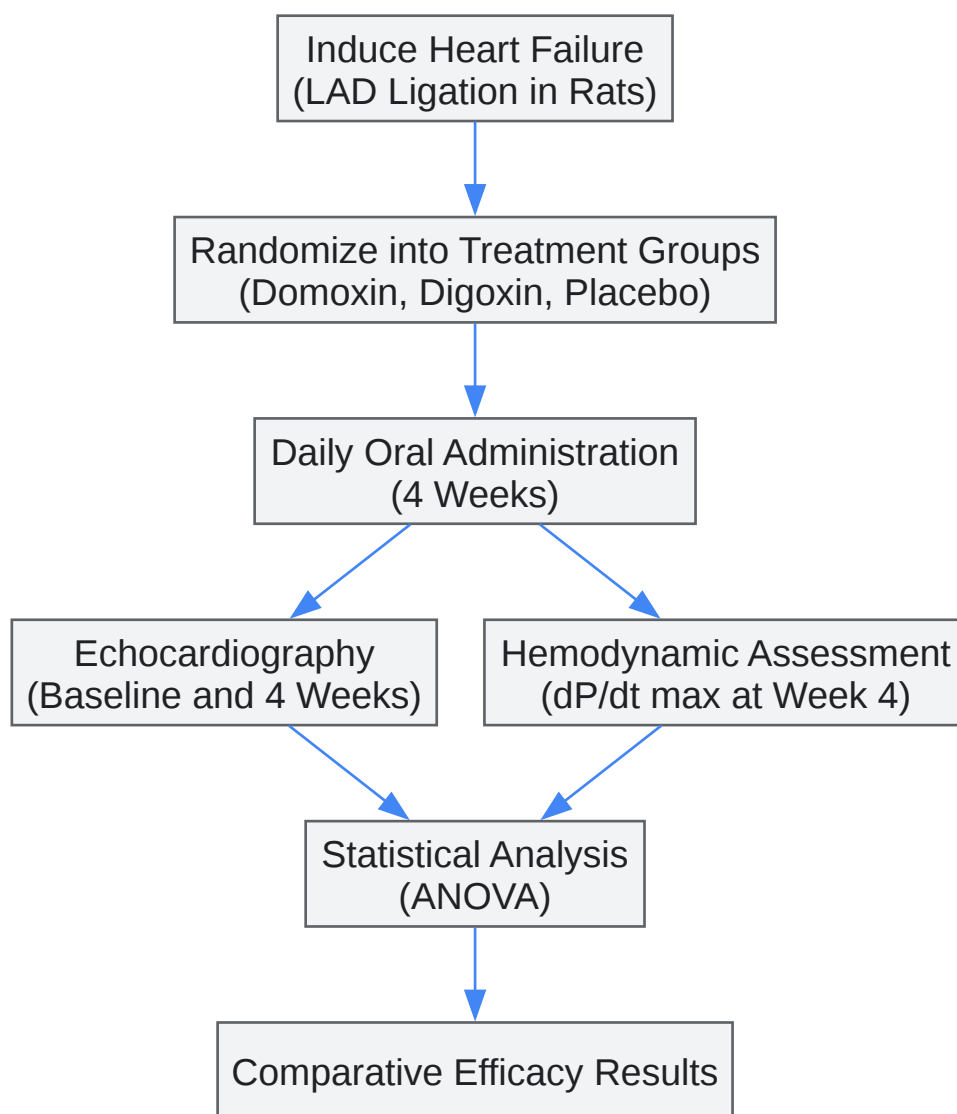 Induce Heart Failure
(LAD Ligation in Rats)
Randomize into Treatment Groups
(Domoxin, Digoxin, Placebo)
Daily Oral Administration
(4 Weeks)
Echocardiography
(Baseline and 4 Weeks)
Hemodynamic Assessment
(dP/dt max at Week 4)
Statistical Analysis
(ANOVA)
Comparative Efficacy Results